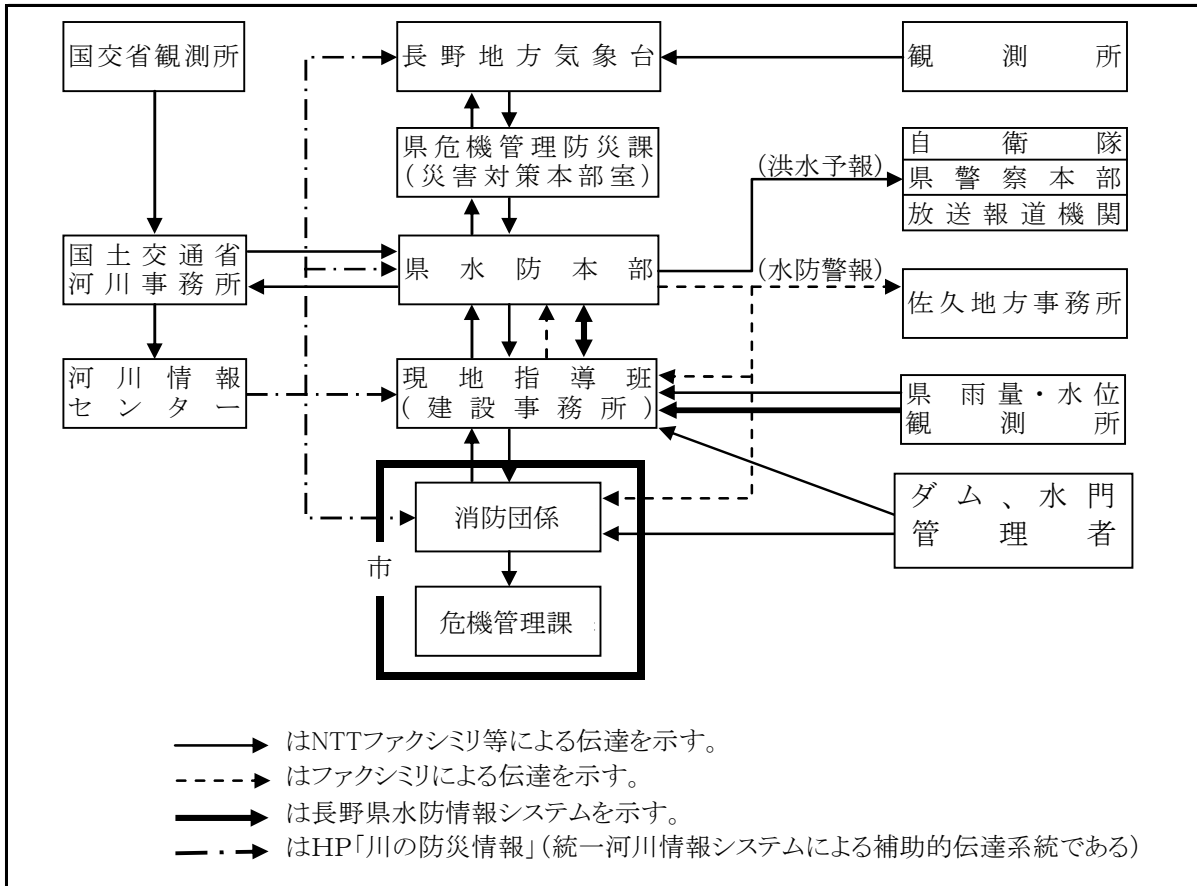 国交省観測所
長野地方気象台
観測所
県危機管理防災課
(災害対策本部室)
自衛隊
県警察本部
放送報道機関
(洪水予報)
国土交通省
河川事務所
県水防本部
(水防警報)
佐久地方事務所
河川情報
センター
現地指導班
(建設事務所)
県雨量・水位
観測所
消防団係
ダム、水門
管理者
市
危機管理課
はNTTファクシミリ等による伝達を示す。
はファクシミリによる伝達を示す。
は長野県水防情報システムを示す。
はHP「川の防災情報」(統一河川情報システムによる補助的伝達系統である)